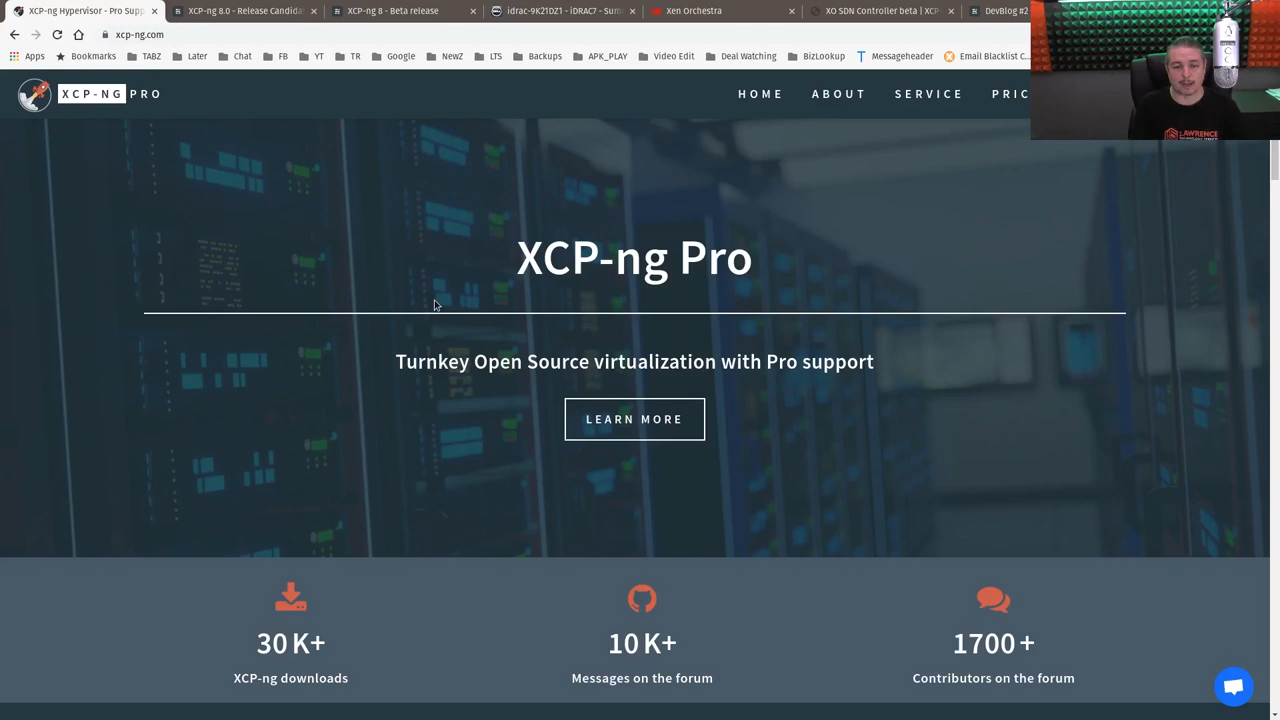 XCP-ng Hypervisor - Pro Supp
XCP-ng 8.0 - Release Candida
XCP-ng 8 - Beta release
idrac-9K21DZ1 - iDRAC7 - Sum
Xen Orchestra
XO SDN Controller beta | XCP
DevBlog #2
xcp-ng.com
Apps
Bookmarks
TABZ
Later
Chat
FB
YT
TR
Google
NewZ
LTS
Backups
APK_PLAY
Video Edit
Deal Watching
BizLookup
Messageheader
Email Blacklist C...
XCP-NG PRO
HOME
ABOUT
SERVICE
PRIC
LAWRENCE
XCP-ng Pro
Turnkey Open Source virtualization with Pro support
LEARN MORE
30 K+
10 K+
1700 +
XCP-ng downloads
Messages on the forum
Contributors on the forum